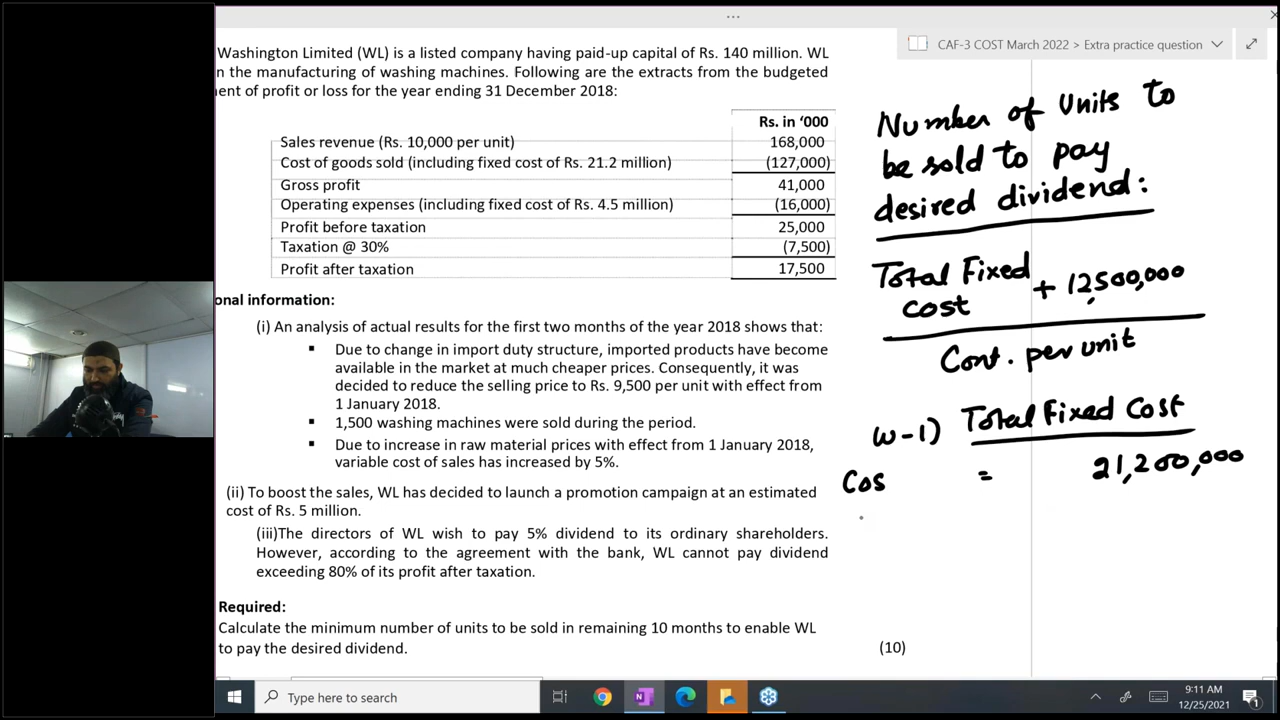 ...
CAF-3 COST March 2022 > Extra practice question
Washington Limited (WL) is a listed company having paid-up capital of Rs. 140 million. WL
n the manufacturing of washing machines. Following are the extracts from the budgeted
ent of profit or loss for the year ending 31 December 2018:
Rs. in ‘000
Sales revenue (Rs. 10,000 per unit) 168,000
Cost of goods sold (including fixed cost of Rs. 21.2 million) (127,000)
Gross profit 41,000
Operating expenses (including fixed cost of Rs. 4.5 million) (16,000)
Profit before taxation 25,000
Taxation @ 30% (7,500)
Profit after taxation 17,500
onal information:
(i) An analysis of actual results for the first two months of the year 2018 shows that:
▪ Due to change in import duty structure, imported products have become
available in the market at much cheaper prices. Consequently, it was
decided to reduce the selling price to Rs. 9,500 per unit with effect from
1 January 2018.
▪ 1,500 washing machines were sold during the period.
▪ Due to increase in raw material prices with effect from 1 January 2018,
variable cost of sales has increased by 5%.
(ii) To boost the sales, WL has decided to launch a promotion campaign at an estimated
cost of Rs. 5 million.
(iii)The directors of WL wish to pay 5% dividend to its ordinary shareholders.
However, according to the agreement with the bank, WL cannot pay dividend
exceeding 80% of its profit after taxation.
Required:
Calculate the minimum number of units to be sold in remaining 10 months to enable WL
to pay the desired dividend.
(10)
Number of Units to
be sold to pay
desired dividend:
Total Fixed
Cost + 12,500,000
Cont. per unit
W-1) Total Fixed Cost
Cos = 21,200,000
Type here to search
9:11 AM
12/25/2021
1